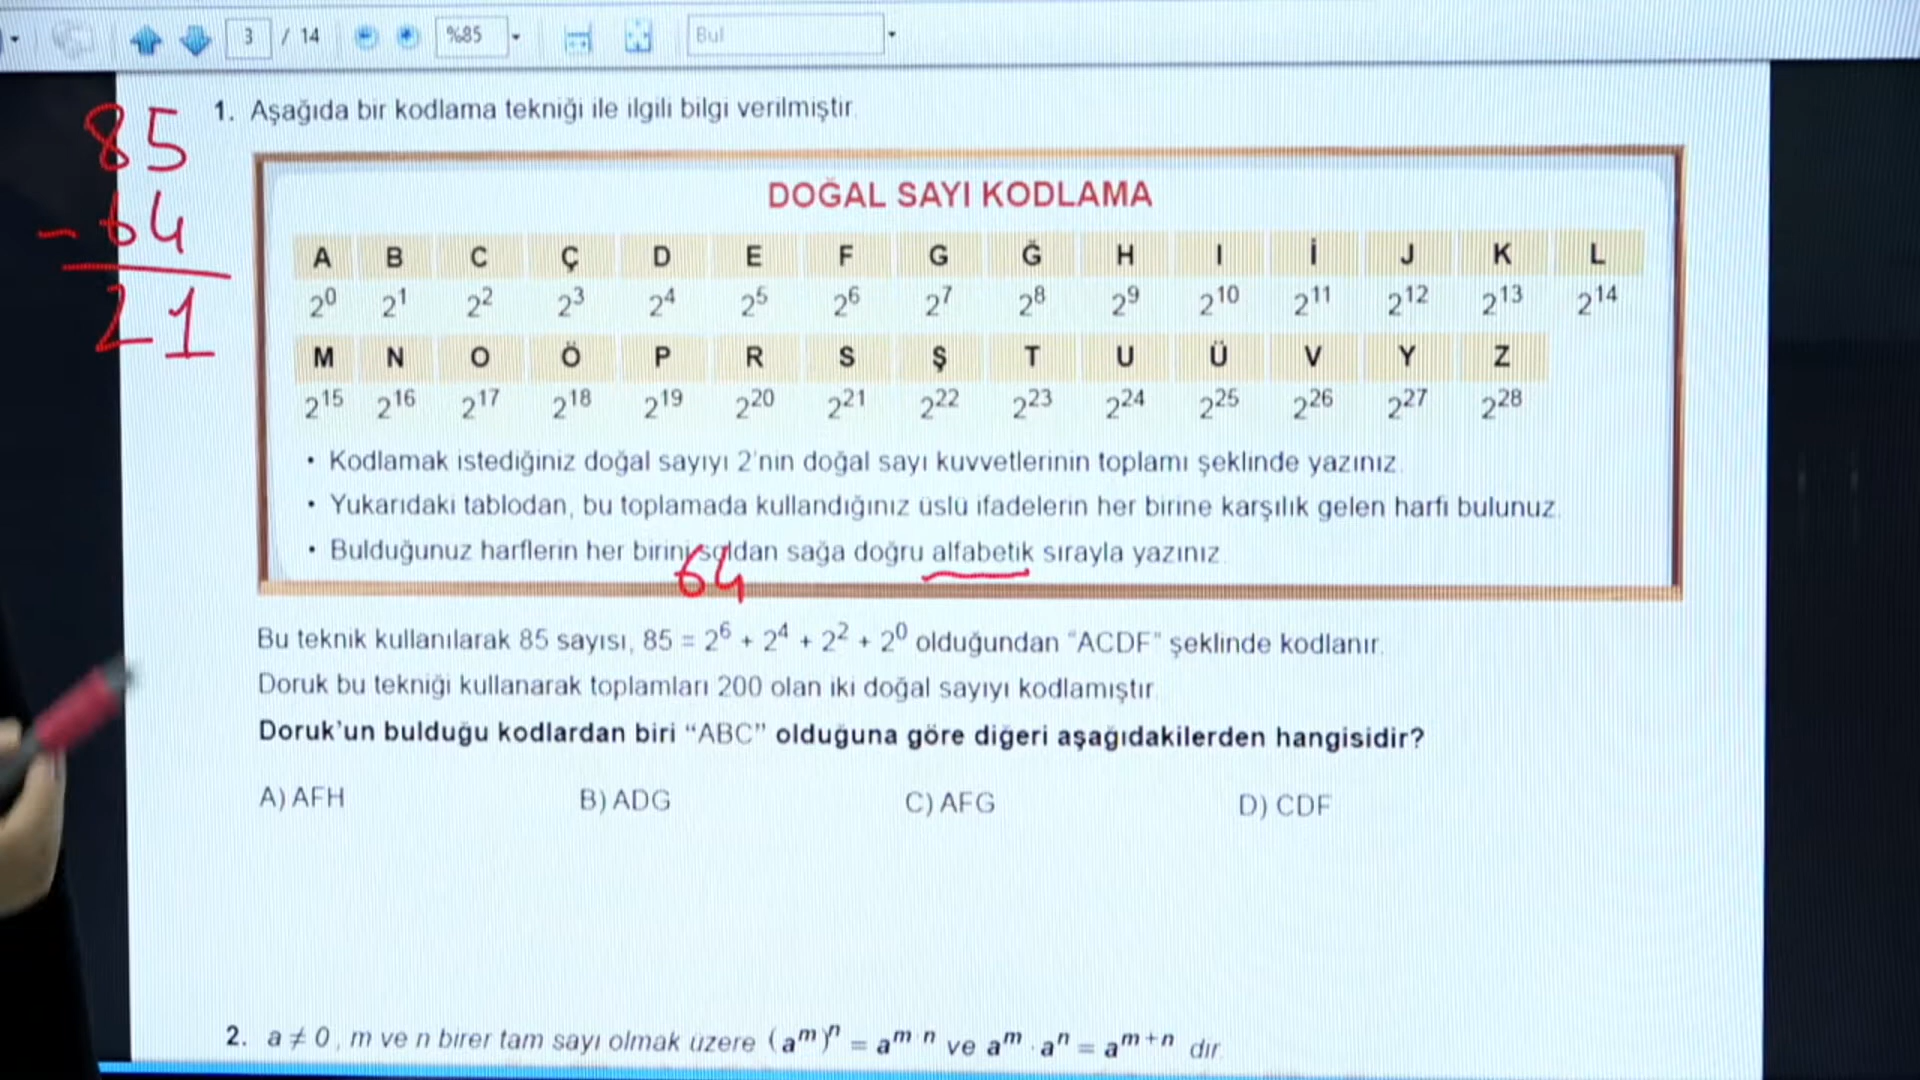 3 / 14 %85 Bul
85
- 64
21
1. Aşağıda bir kodlama tekniği ile ilgili bilgi verilmiştir.
DOĞAL SAYI KODLAMA
A B C Ç D E F G Ğ H I İ J K L
2⁰ 2¹ 2² 2³ 2⁴ 2⁵ 2⁶ 2⁷ 2⁸ 2⁹ 2¹⁰ 2¹¹ 2¹² 2¹³ 2¹⁴
M N O Ö P R S Ş T U Ü V Y Z
2¹⁵ 2¹⁶ 2¹⁷ 2¹⁸ 2¹⁹ 2²⁰ 2²¹ 2²² 2²³ 2²⁴ 2²⁵ 2²⁶ 2²⁷ 2²⁸
• Kodlamak istediğiniz doğal sayıyı 2'nin doğal sayı kuvvetlerinin toplamı şeklinde yazınız.
• Yukarıdaki tablodan, bu toplamada kullandığınız üslü ifadelerin her birine karşılık gelen harfi bulunuz.
• Bulduğunuz harflerin her birini soldan sağa doğru alfabetik sırayla yazınız.
64
Bu teknik kullanılarak 85 sayısı, 85 = 2⁶ + 2⁴ + 2² + 2⁰ olduğundan "ACDF" şeklinde kodlanır.
Doruk bu tekniği kullanarak toplamları 200 olan iki doğal sayıyı kodlamıştır.
Doruk'un bulduğu kodlardan biri "ABC" olduğuna göre diğeri aşağıdakilerden hangisidir?
A) AFH B) ADG C) AFG D) CDF
2. a ≠ 0, m ve n birer tam sayı olmak üzere (aᵐ)ⁿ = aᵐ·ⁿ ve aᵐ · aⁿ = aᵐ⁺ⁿ dir.